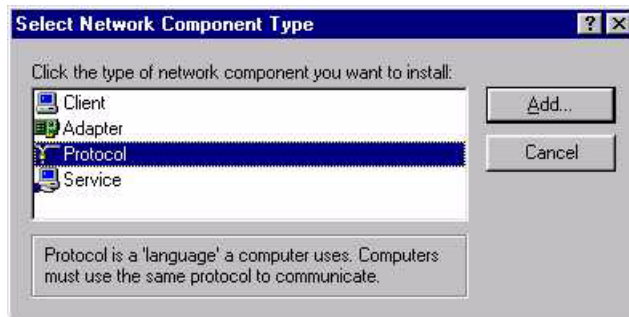 Select Network Component Type
Click the type of network component you want to install:
Client
Adapter
Protocol
Service
Add...
Cancel
Protocol is a 'language' a computer uses. Computers
must use the same protocol to communicate.